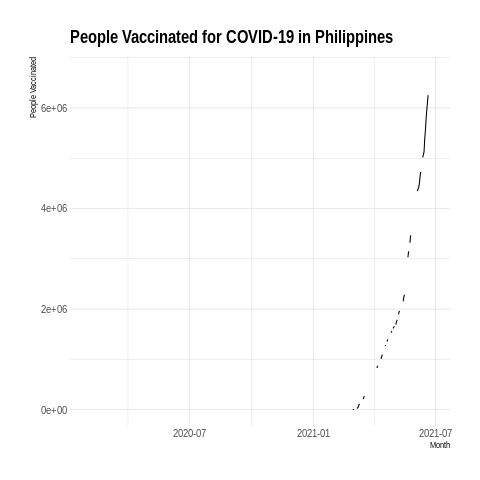 People Vaccinated for COVID-19 in Philippines
People Vaccinated
6e+06
4e+06
2e+06
0e+00
2020-07 2021-01 2021-07
Month